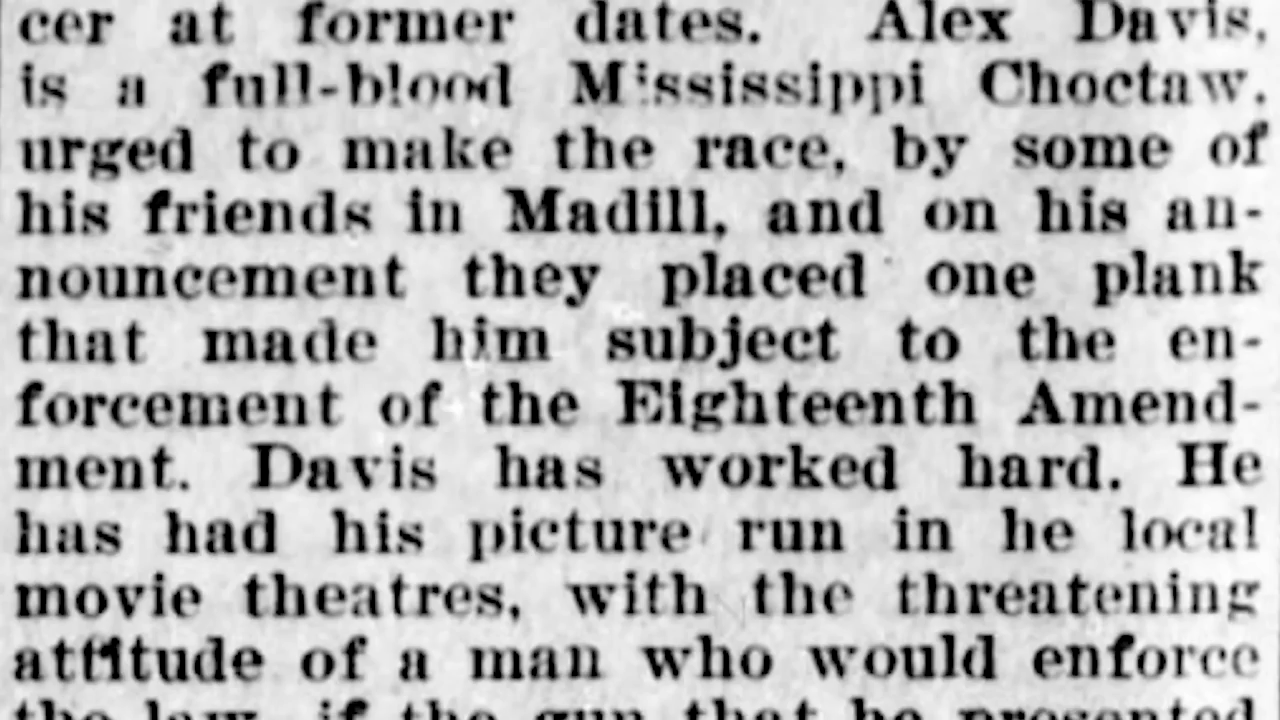 cer at former dates. Alex Davis,
is a full-blood Mississippi Choctaw,
urged to make the race, by some of
his friends in Madill, and on his an-
nouncement they placed one plank
that made him subject to the en-
forcement of the Eighteenth Amend-
ment. Davis has worked hard. He
has had his picture run in he local
movie theatres, with the threatening
attitude of a man who would enforce
the law, if the gun that he presented